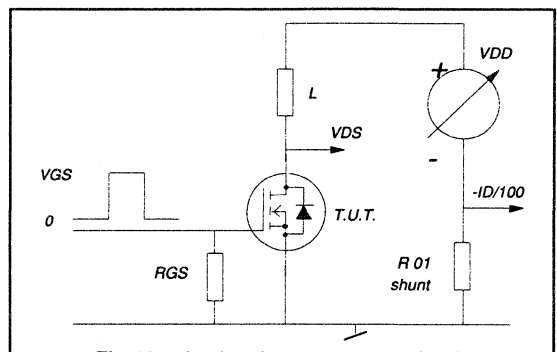 VDD
+
L
VDS
-
VGS
-ID/100
0
T.U.T.
RGS
R 01
shunt